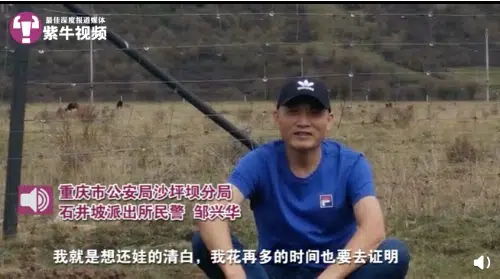 最佳深度报道媒体
紫牛视频
adidas
FILA
重庆市公安局沙坪坝分局
石井坡派出所民警 邹兴华
我就是想还娃的清白，我花再多的时间也要去证明